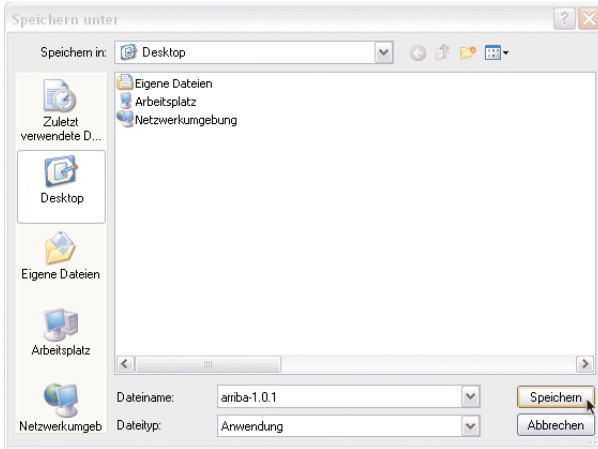 Speichern unter
Speichern in:
Desktop
Zuletzt
verwendete D...
Desktop
Eigene Dateien
Arbeitsplatz
Netzwerkumgeb
Eigene Dateien
Arbeitsplatz
Netzwerkumgebung
Dateiname:
arriba-1.0.1
Speichern
Dateityp:
Anwendung
Abbrechen